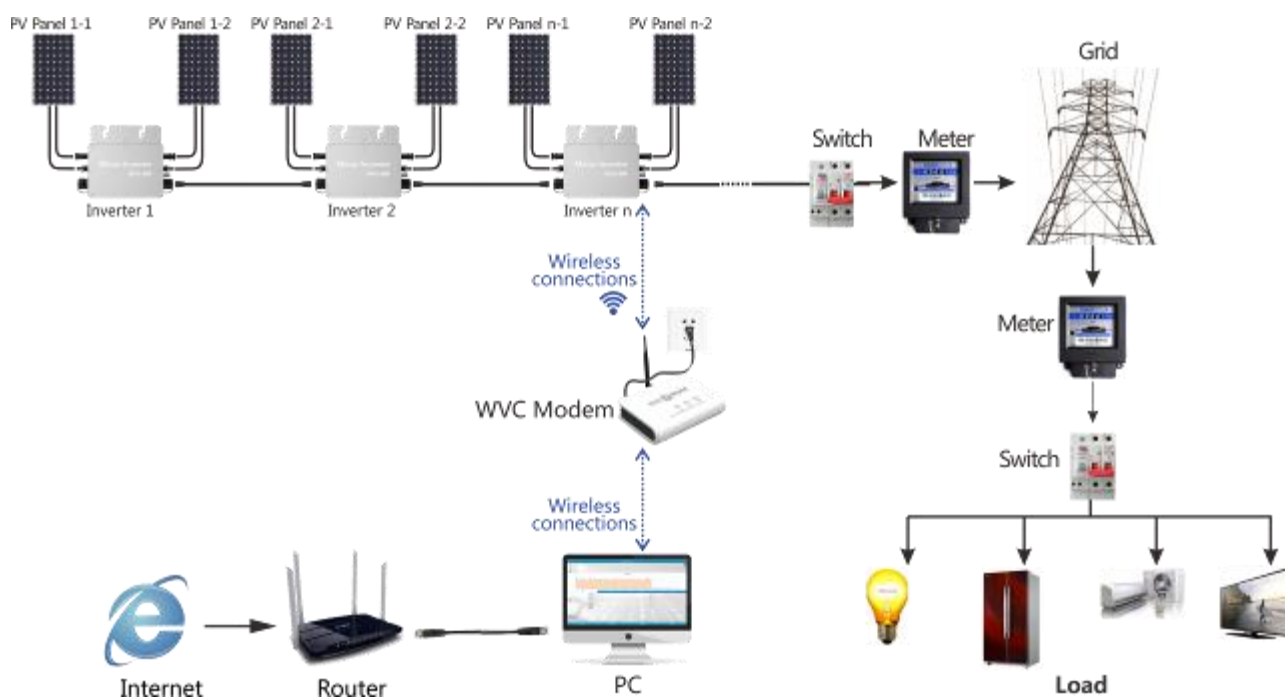 PV Panel 1-1
PV Panel 1-2
PV Panel 2-1
PV Panel 2-2
PV Panel n-1
PV Panel n-2
Grid
Switch
Meter
Inverter 1
Inverter 2
Inverter n
Wireless
connections
Meter
WVC Modem
Switch
Wireless
connections
Internet
Router
PC
Load